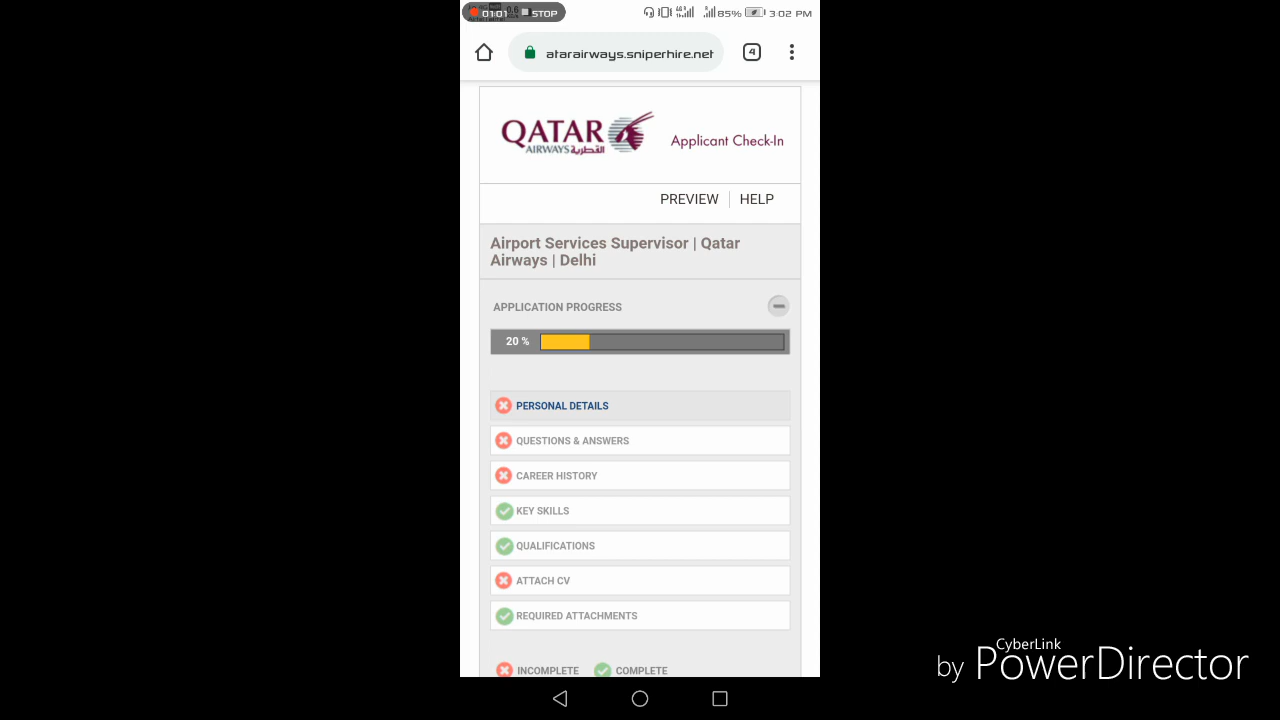 01:01 STOP
85% 3:02 PM
atarairways.sniperhire.net
4
QATAR
AIRWAYS القطرية
Applicant Check-In
PREVIEW HELP
Airport Services Supervisor | Qatar
Airways | Delhi
APPLICATION PROGRESS
20 %
PERSONAL DETAILS
QUESTIONS & ANSWERS
CAREER HISTORY
KEY SKILLS
QUALIFICATIONS
ATTACH CV
REQUIRED ATTACHMENTS
INCOMPLETE COMPLETE
CyberLink
by PowerDirector